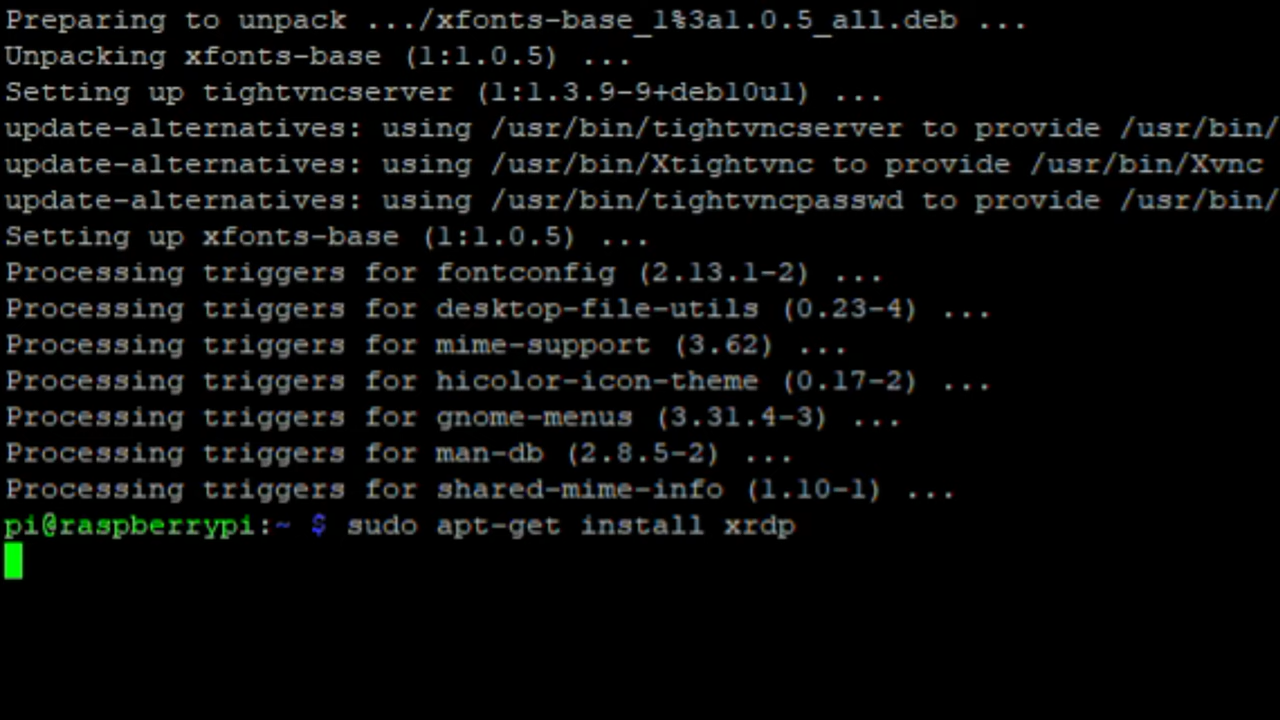 Preparing to unpack .../xfonts-base_1%3a1.0.5_all.deb ...
Unpacking xfonts-base (1:1.0.5) ...
Setting up tightvncserver (1:1.3.9-9+deb10u1) ...
update-alternatives: using /usr/bin/tightvncserver to provide /usr/bin/
update-alternatives: using /usr/bin/Xtightvnc to provide /usr/bin/Xvnc
update-alternatives: using /usr/bin/tightvncpasswd to provide /usr/bin/
Setting up xfonts-base (1:1.0.5) ...
Processing triggers for fontconfig (2.13.1-2) ...
Processing triggers for desktop-file-utils (0.23-4) ...
Processing triggers for mime-support (3.62) ...
Processing triggers for hicolor-icon-theme (0.17-2) ...
Processing triggers for gnome-menus (3.31.4-3) ...
Processing triggers for man-db (2.8.5-2) ...
Processing triggers for shared-mime-info (1.10-1) ...
pi@raspberrypi:~ $ sudo apt-get install xrdp